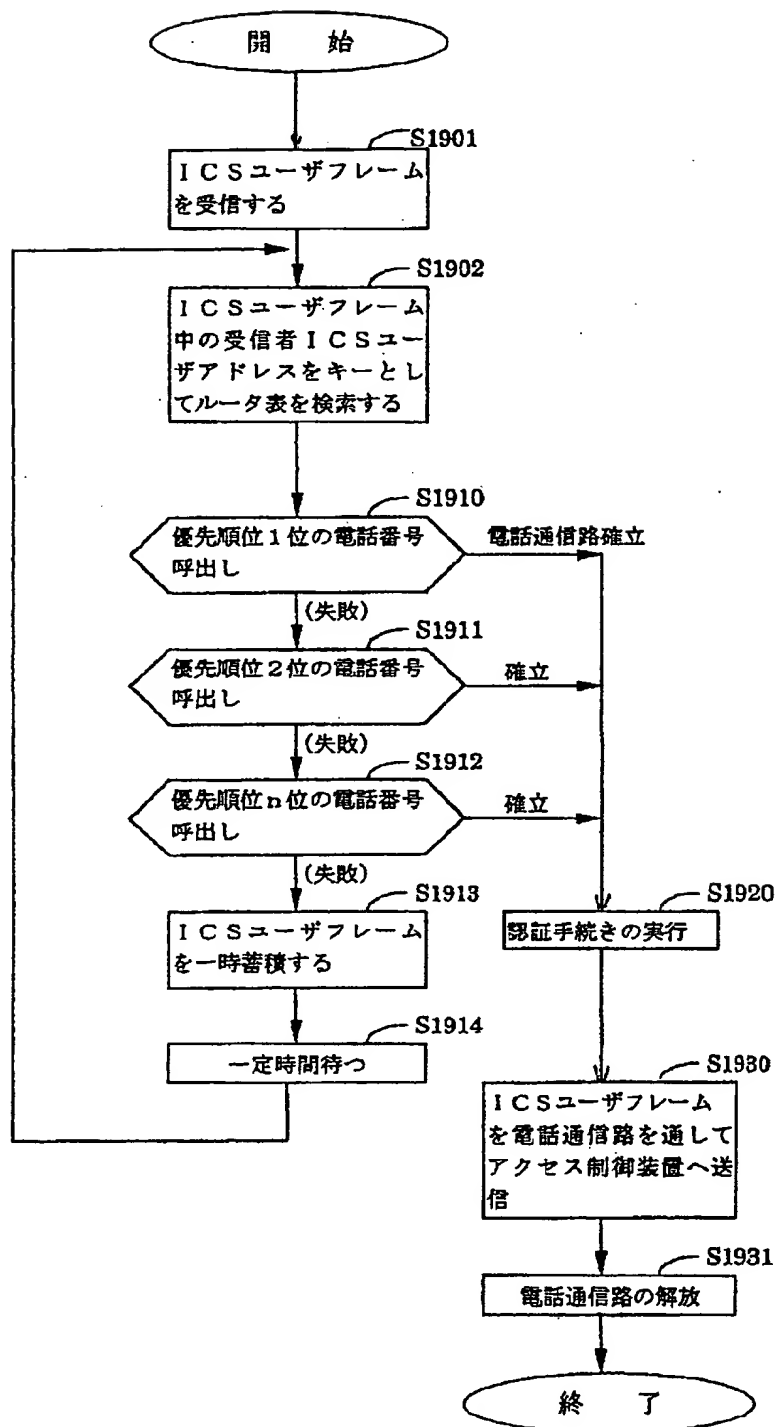 開　始
S1901
ＩＣＳユーザフレーム
を受信する
S1902
ＩＣＳユーザフレーム
中の受信者ＩＣＳユー
ザアドレスをキーとし
てルータ表を検索する
S1910
優先順位１位の電話番号
呼出し
電話通信路確立
(失敗)
S1911
優先順位２位の電話番号
呼出し
確立
(失敗)
S1912
優先順位ｎ位の電話番号
呼出し
確立
(失敗)
S1913
ＩＣＳユーザフレーム
を一時蓄積する
S1914
一定時間待つ
S1920
認証手続きの実行
S1930
ＩＣＳユーザフレーム
を電話通信路を通して
アクセス制御装置へ送
信
S1931
電話通信路の解放
終　了